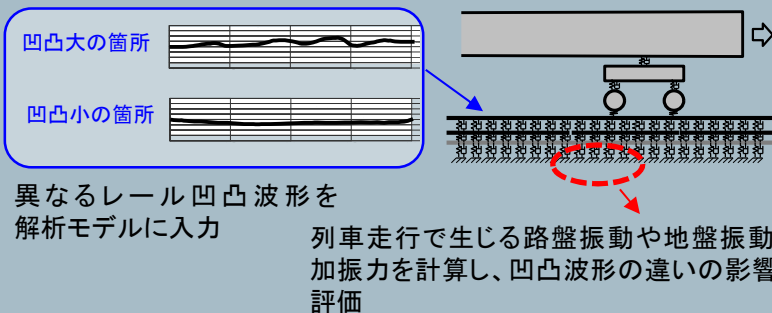 凹凸大の箇所
凹凸小の箇所
異なるレール凹凸波形を
解析モデルに入力
列車走行で生じる路盤振動や地盤振動
加振力を計算し、凹凸波形の違いの影響
評価